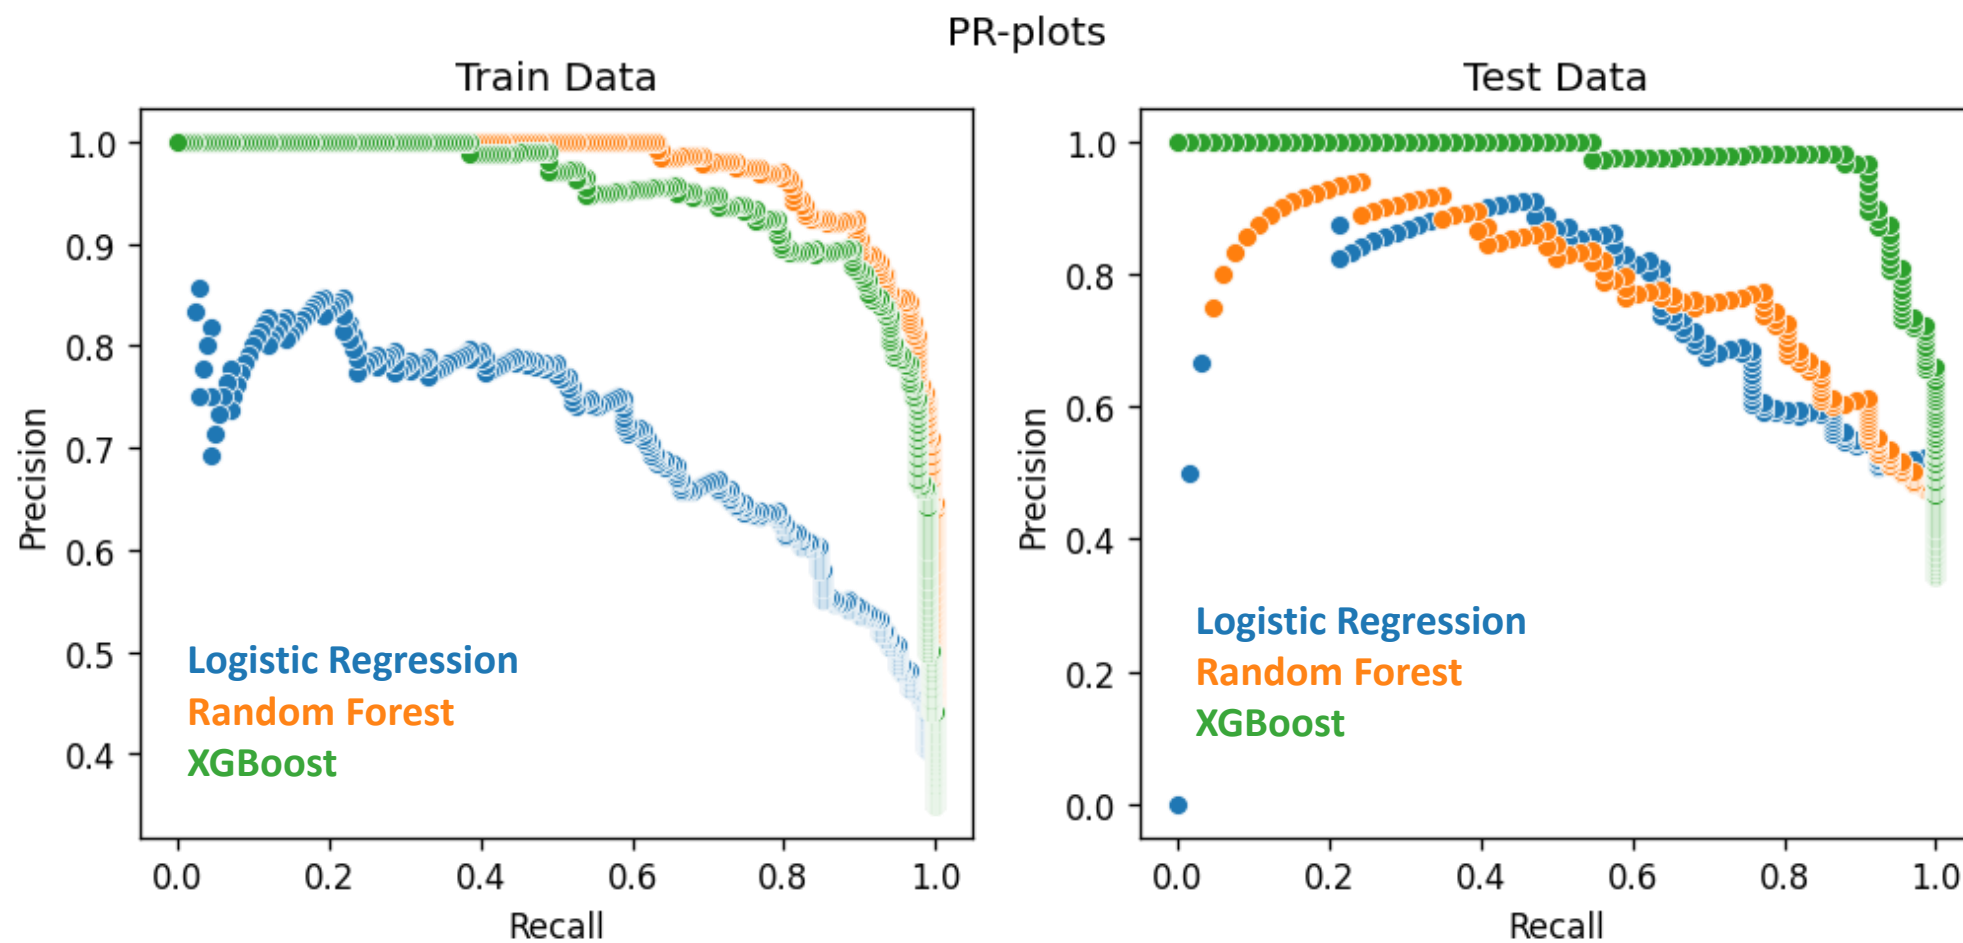 PR-plots
Train Data
Precision
1.0
0.9
0.8
0.7
0.6
0.5
0.4
Logistic Regression
Random Forest
XGBoost
0.0 0.2 0.4 0.6 0.8 1.0
Recall
Test Data
Precision
1.0
0.8
0.6
0.4
0.2
0.0
Logistic Regression
Random Forest
XGBoost
0.0 0.2 0.4 0.6 0.8 1.0
Recall